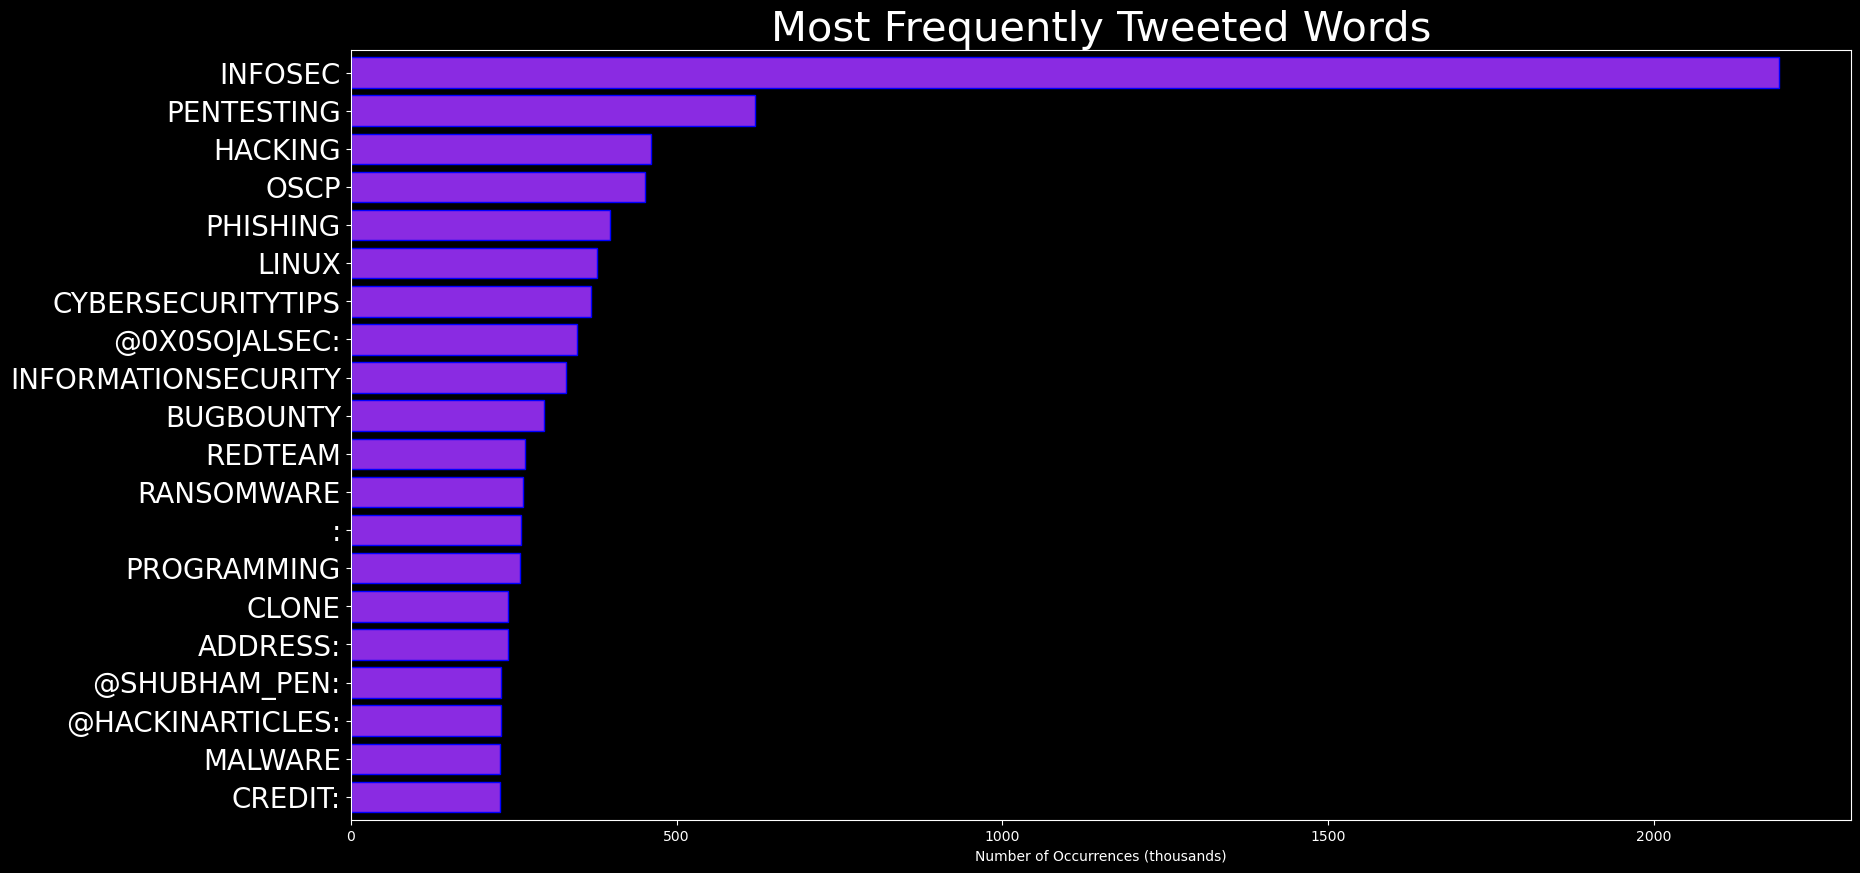 Most Frequently Tweeted Words
INFOSEC
PENTESTING
HACKING
OSCP
PHISHING
LINUX
CYBERSECURITYTIPS
@0X0SOJALSEC:
INFORMATIONSECURITY
BUGBOUNTY
REDTEAM
RANSOMWARE
:
PROGRAMMING
CLONE
ADDRESS:
@SHUBHAM_PEN:
@HACKINARTICLES:
MALWARE
CREDIT:
0 500 1000 1500 2000
Number of Occurrences (thousands)